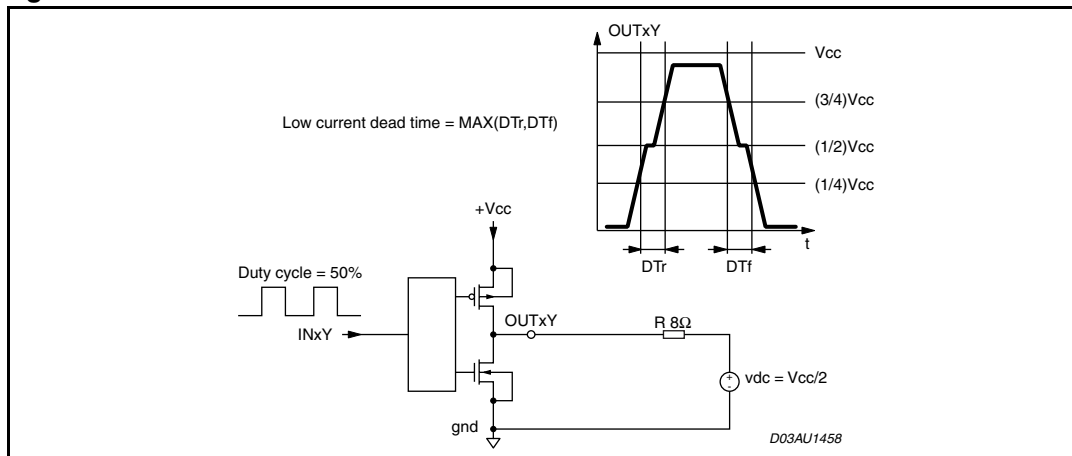 OUTxY
Vcc
(3/4)Vcc
Low current dead time = MAX(DTr,DTf)
(1/2)Vcc
(1/4)Vcc
+Vcc
t
DTr
DTf
Duty cycle = 50%
OUTxY
R 8Ω
INxY
+
vdc = Vcc/2
-
gnd
D03AU1458